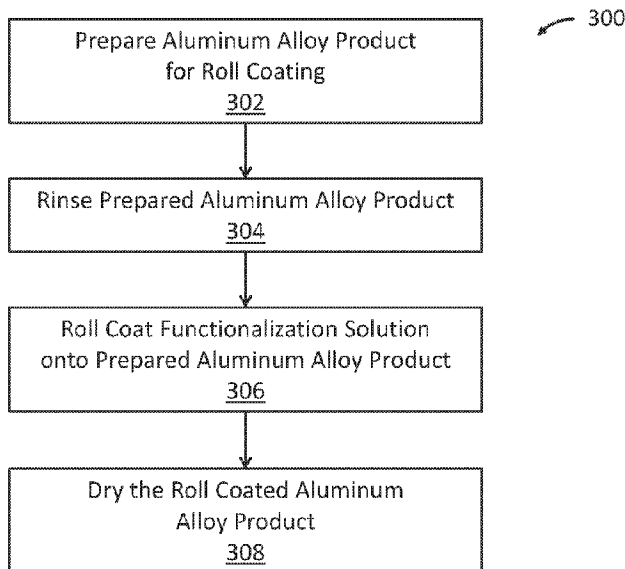 300
Prepare Aluminum Alloy Product
for Roll Coating
302
Rinse Prepared Aluminum Alloy Product
304
Roll Coat Functionalization Solution
onto Prepared Aluminum Alloy Product
306
Dry the Roll Coated Aluminum
Alloy Product
308